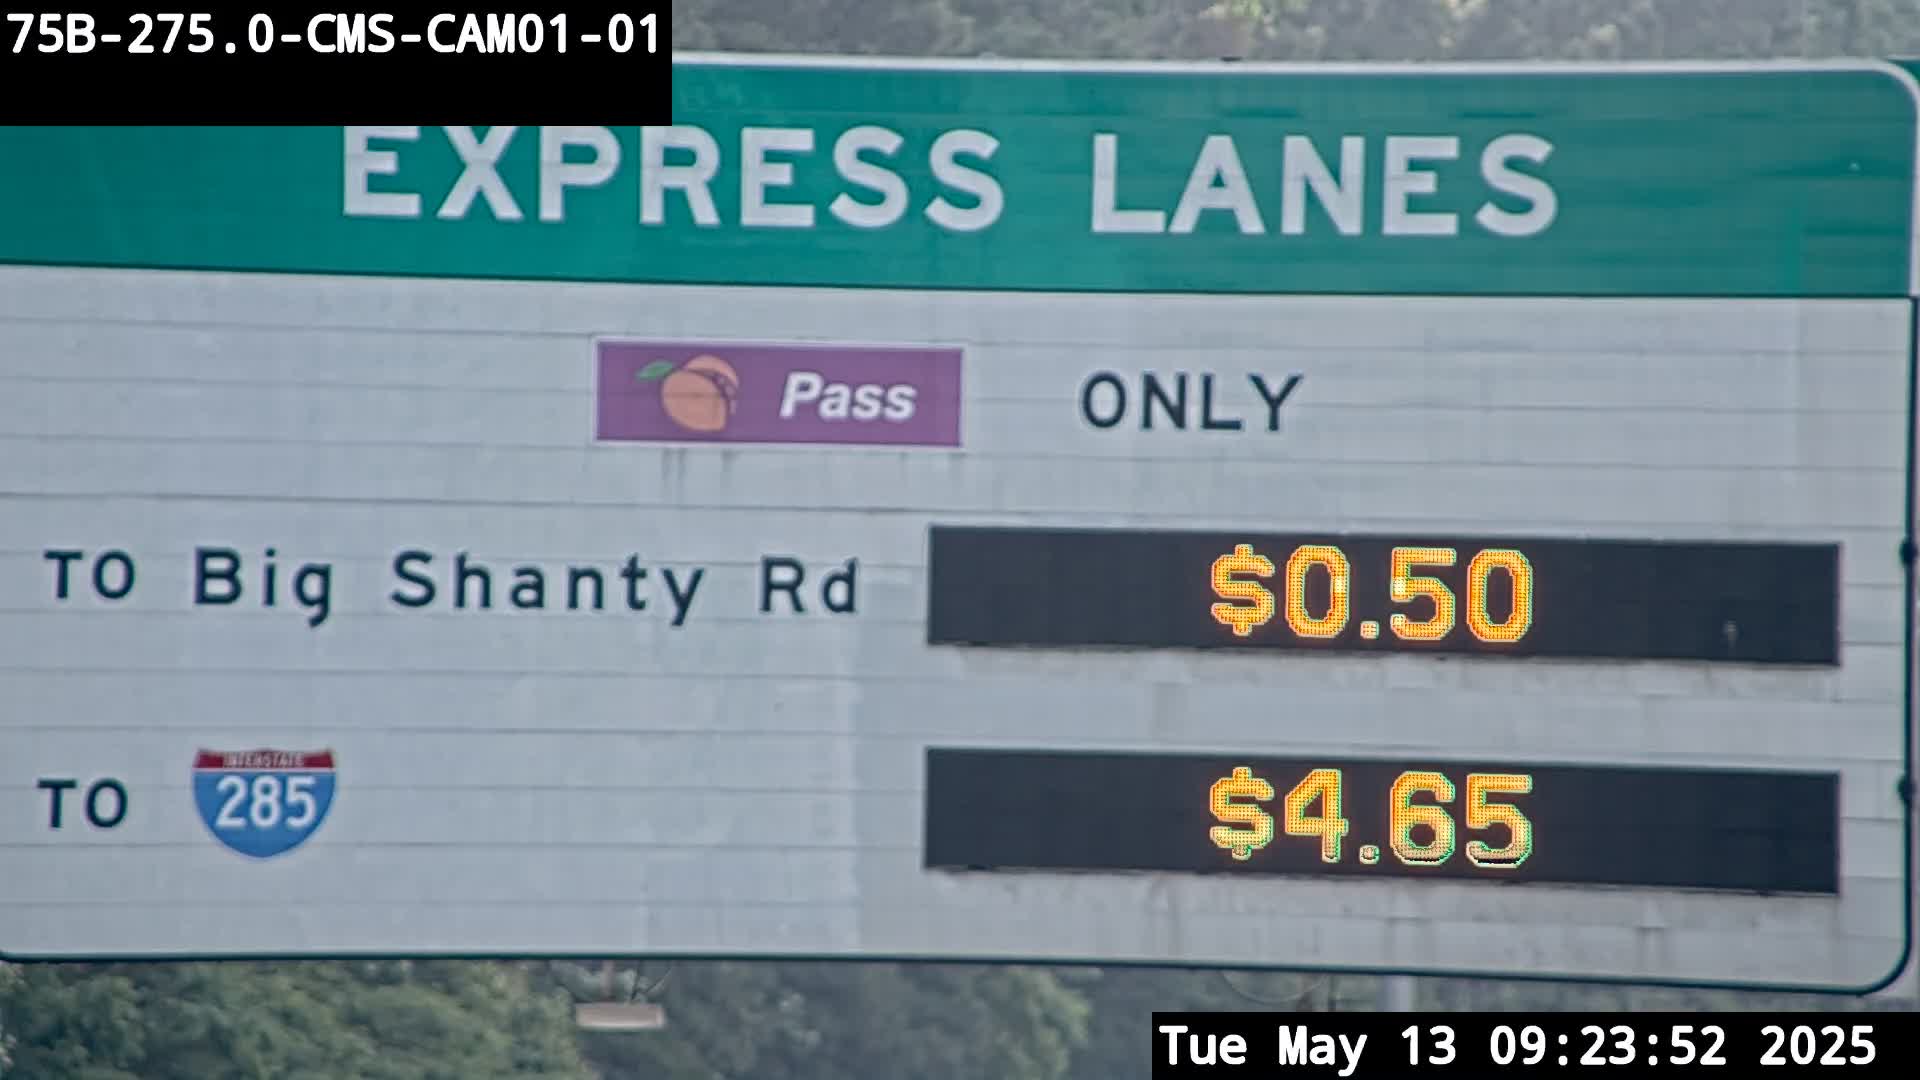 75B-275.0-CMS-CAM01-01
EXPRESS LANES
Pass ONLY
TO Big Shanty Rd $0.50
INTERSTATE
TO 285 $4.65
Tue May 13 09:23:52 2025